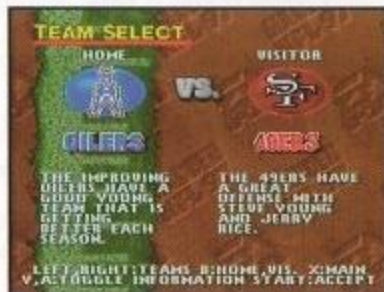 TEAM SELECT
HOME
VISITOR
VS.
SF
OILERS
49ERS
THE IMPROVING
OILERS HAVE A
GOOD YOUNG
TEAM THAT IS
GETTING
BETTER EACH
SEASON.
THE 49ERS HAVE
A GREAT
OFFENSE WITH
STEVE YOUNG
AND JERRY
RICE.
LEFT/RIGHT:TEAMS B:HOME/VIS. X:MAIN
Y,A:TOGGLE INFORMATION START:ACCEPT